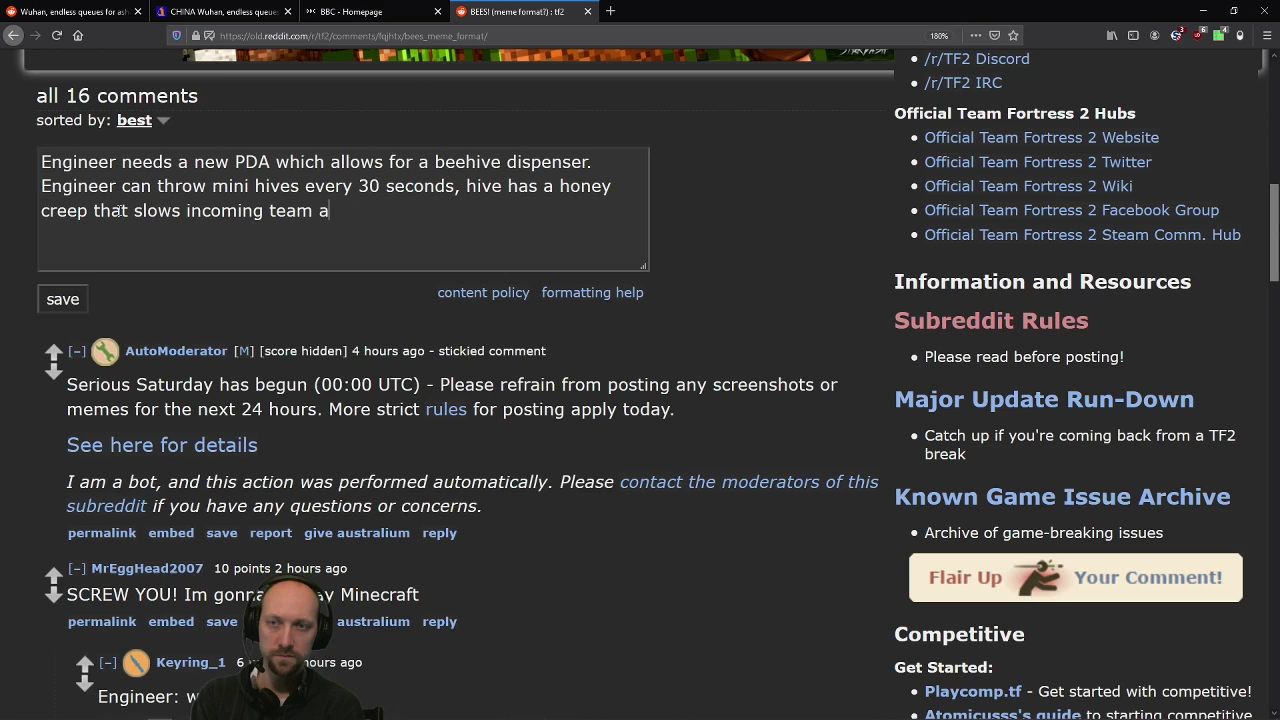 Wuhan, endless queues for ash
CHINA Wuhan, endless queues
BBC - Homepage
BEES! (meme format?) : tf2
https://old.reddit.com/r/tf2/comments/fqjhtx/bees_meme_format/
180%
all 16 comments
sorted by: best
Engineer needs a new PDA which allows for a beehive dispenser.
Engineer can throw mini hives every 30 seconds, hive has a honey
creep that slows incoming team a
save
content policy
formatting help
[–] AutoModerator [M] [score hidden] 4 hours ago - stickied comment
Serious Saturday has begun (00:00 UTC) - Please refrain from posting any screenshots or
memes for the next 24 hours. More strict rules for posting apply today.
See here for details
I am a bot, and this action was performed automatically. Please contact the moderators of this
subreddit if you have any questions or concerns.
permalink embed save report give australium reply
[–] MrEggHead2007 10 points 2 hours ago
SCREW YOU! Im gonna Minecraft
permalink embed save australium reply
[–] Keyring_1 6 hours ago
Engineer:
/r/TF2 Discord
/r/TF2 IRC
Official Team Fortress 2 Hubs
Official Team Fortress 2 Website
Official Team Fortress 2 Twitter
Official Team Fortress 2 Wiki
Official Team Fortress 2 Facebook Group
Official Team Fortress 2 Steam Comm. Hub
Information and Resources
Subreddit Rules
Please read before posting!
Major Update Run-Down
Catch up if you're coming back from a TF2
break
Known Game Issue Archive
Archive of game-breaking issues
Flair Up Your Comment!
Competitive
Get Started:
Playcomp.tf - Get started with competitive!
Atomicusss's guide to starting competitive